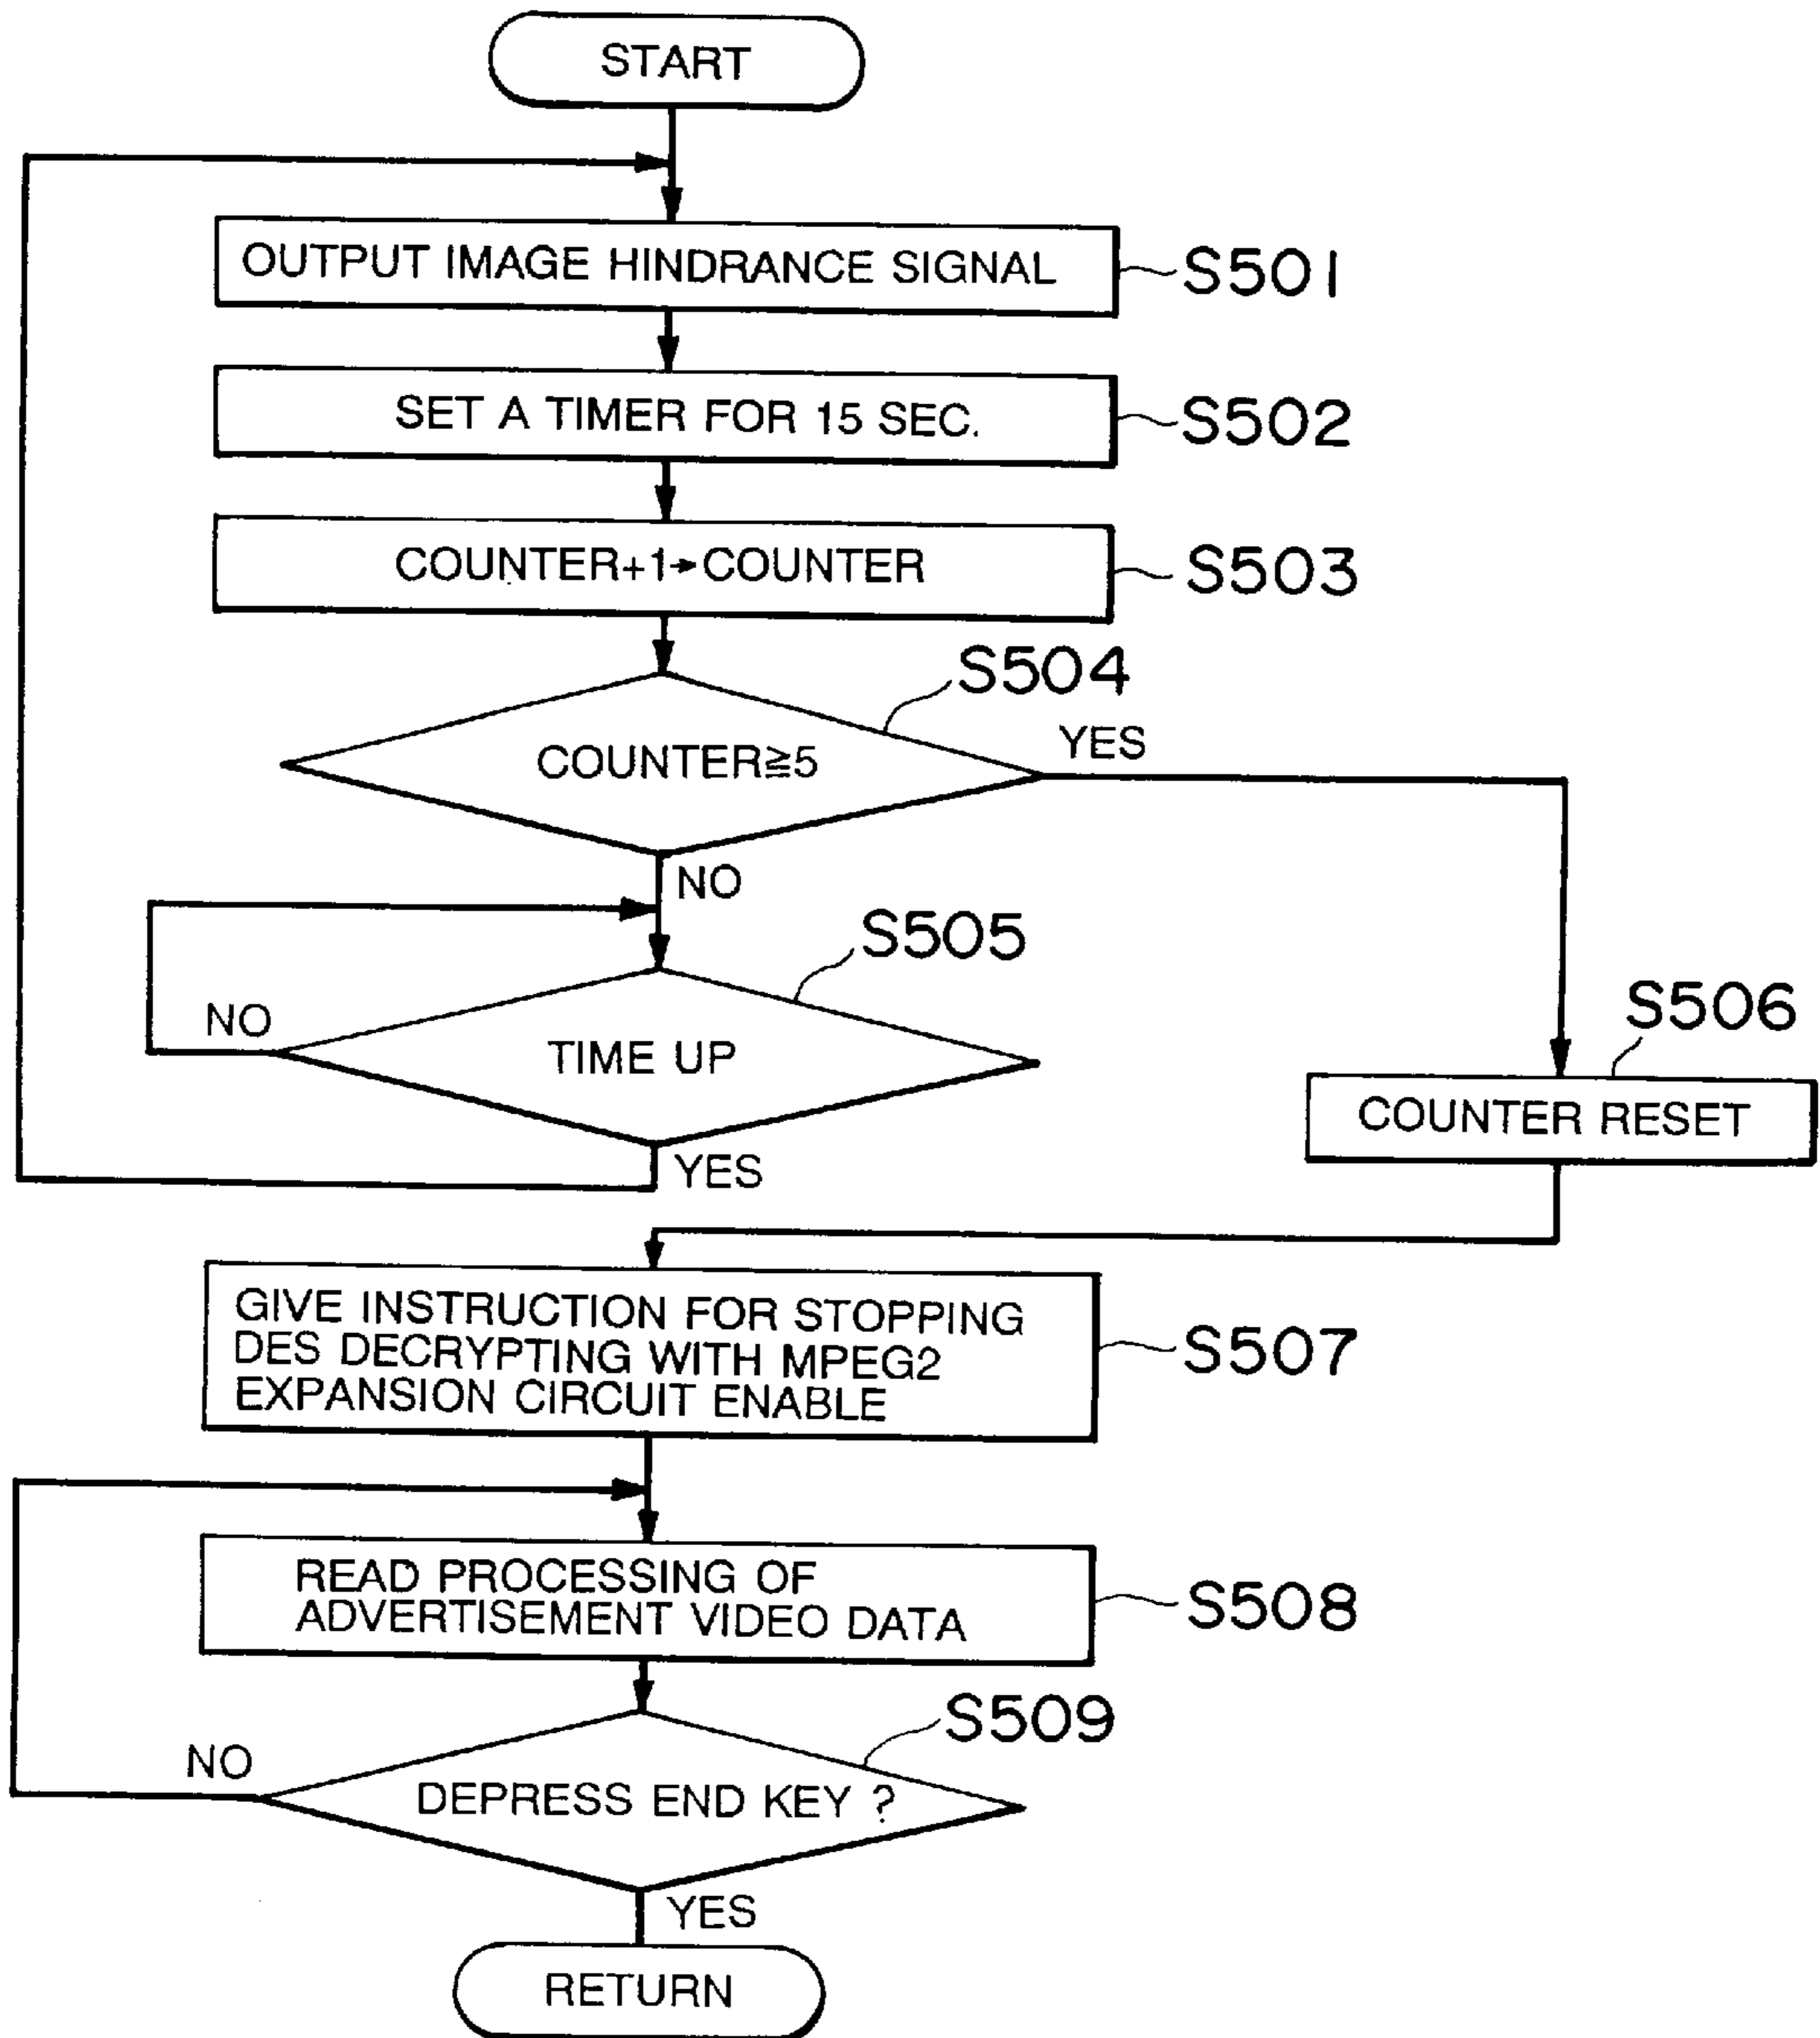 START
OUTPUT IMAGE HINDRANCE SIGNAL
S501
SET A TIMER FOR 15 SEC.
S502
COUNTER+1→COUNTER
S503
S504
COUNTER≧5
YES
NO
S505
NO
TIME UP
YES
S506
COUNTER RESET
GIVE INSTRUCTION FOR STOPPING
DES DECRYPTING WITH MPEG2
EXPANSION CIRCUIT ENABLE
S507
READ PROCESSING OF
ADVERTISEMENT VIDEO DATA
S508
S509
NO
DEPRESS END KEY ?
YES
RETURN